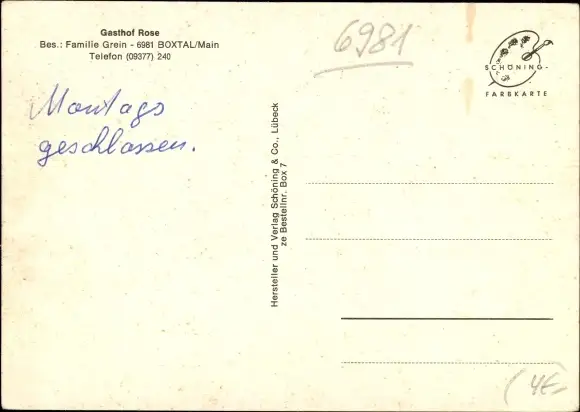 Gasthof Rose
Bes.: Familie Grein - 6981 BOXTAL/Main
Telefon (09377) 240
Montags
geschlossen.
6981
SCHÖNING-
FARBKARTE
Hersteller und Verlag Schöning & Co., Lübeck
ze Bestellnr. Box 7
(4€-